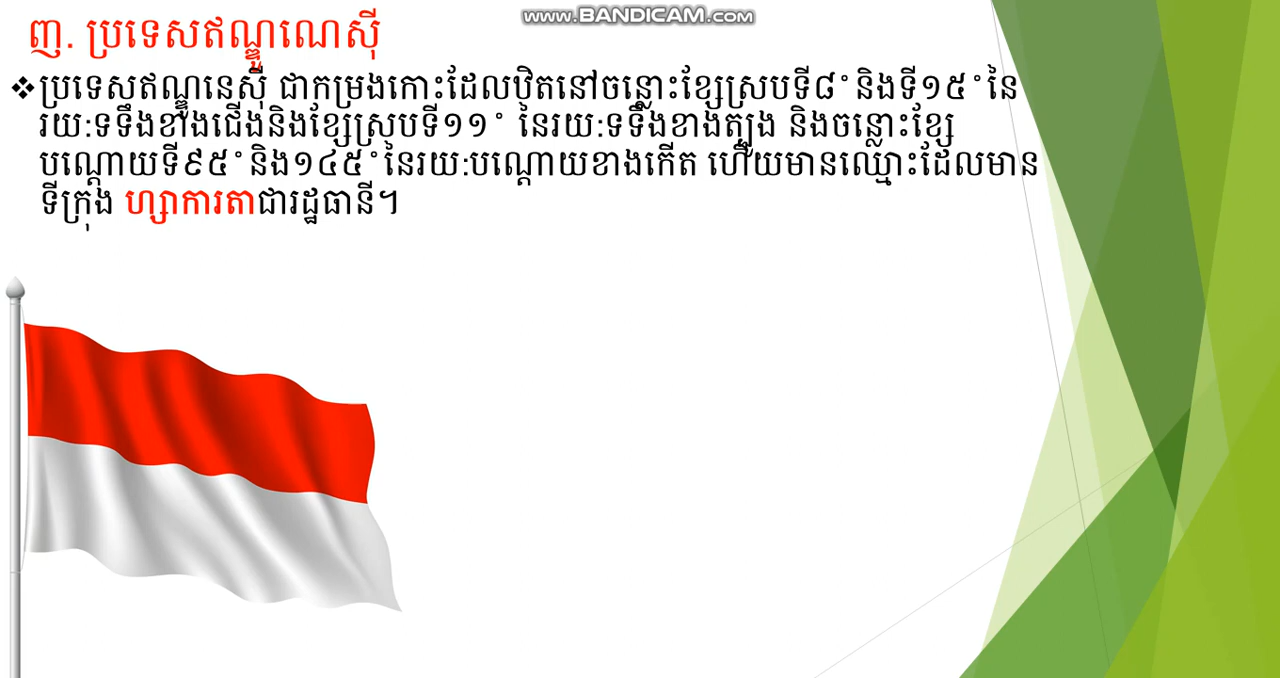 www.BANDICAM.com
ញ. ប្រទេសឥណ្ឌូណេស៊ី
❖ប្រទេសឥណ្ឌូនេស៊ី ជាកម្រងកោះដែលឋិតនៅចន្លោះខ្សែស្របទី៨° និងទី១៥° នៃ
រយ:ទទឹងខាងជើងនិងខ្សែស្របទី១១° នៃរយ:ទទឹងខាងត្បូង និងចន្លោះខ្សែ
បណ្តោយទី៩៥° និង១៤៥° នៃរយ:បណ្តោយខាងកើត ហើយមានឈ្មោះដែលមាន
ទីក្រុង ហ្សាការតាជារដ្ឋធានី។